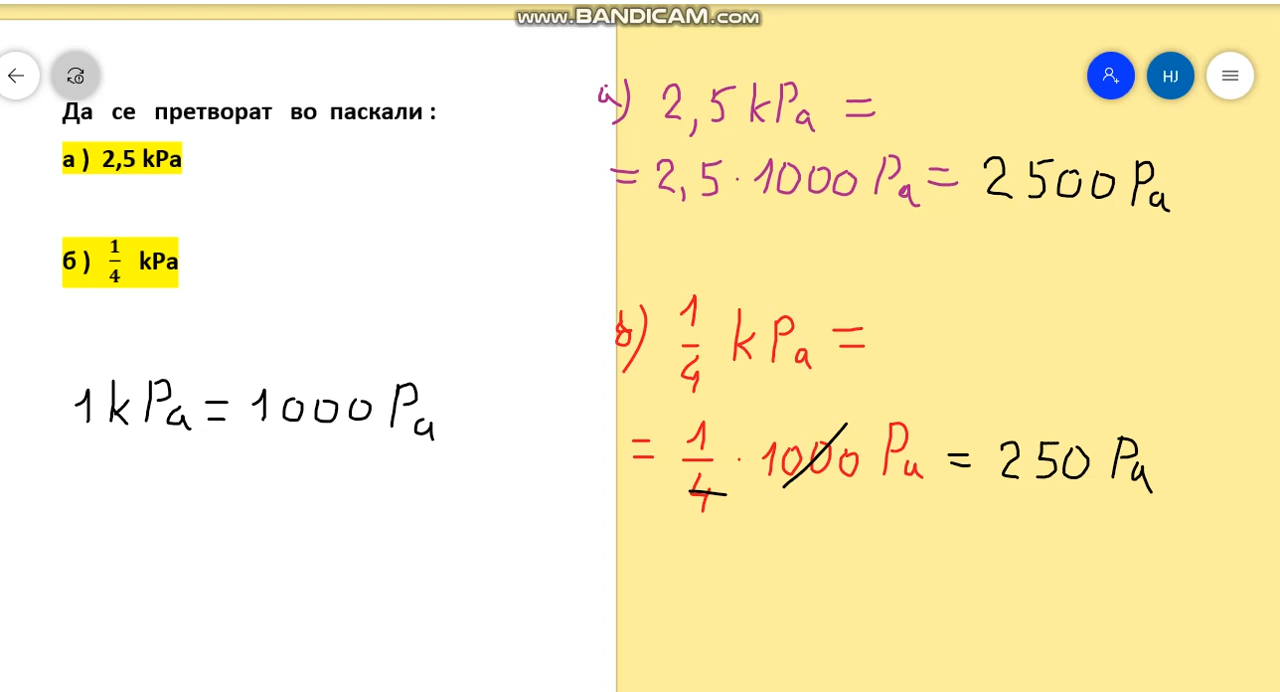 www.BANDICAM.com
HJ
Да се претворат во паскали :
а ) 2,5 kPa
б ) 1/4 kPa
1 kPa = 1000 Pa
а) 2,5 kPa =
= 2,5 · 1000 Pa = 2500 Pa
б) 1/4 kPa =
= 1/4 · 1000 Pa = 250 Pa